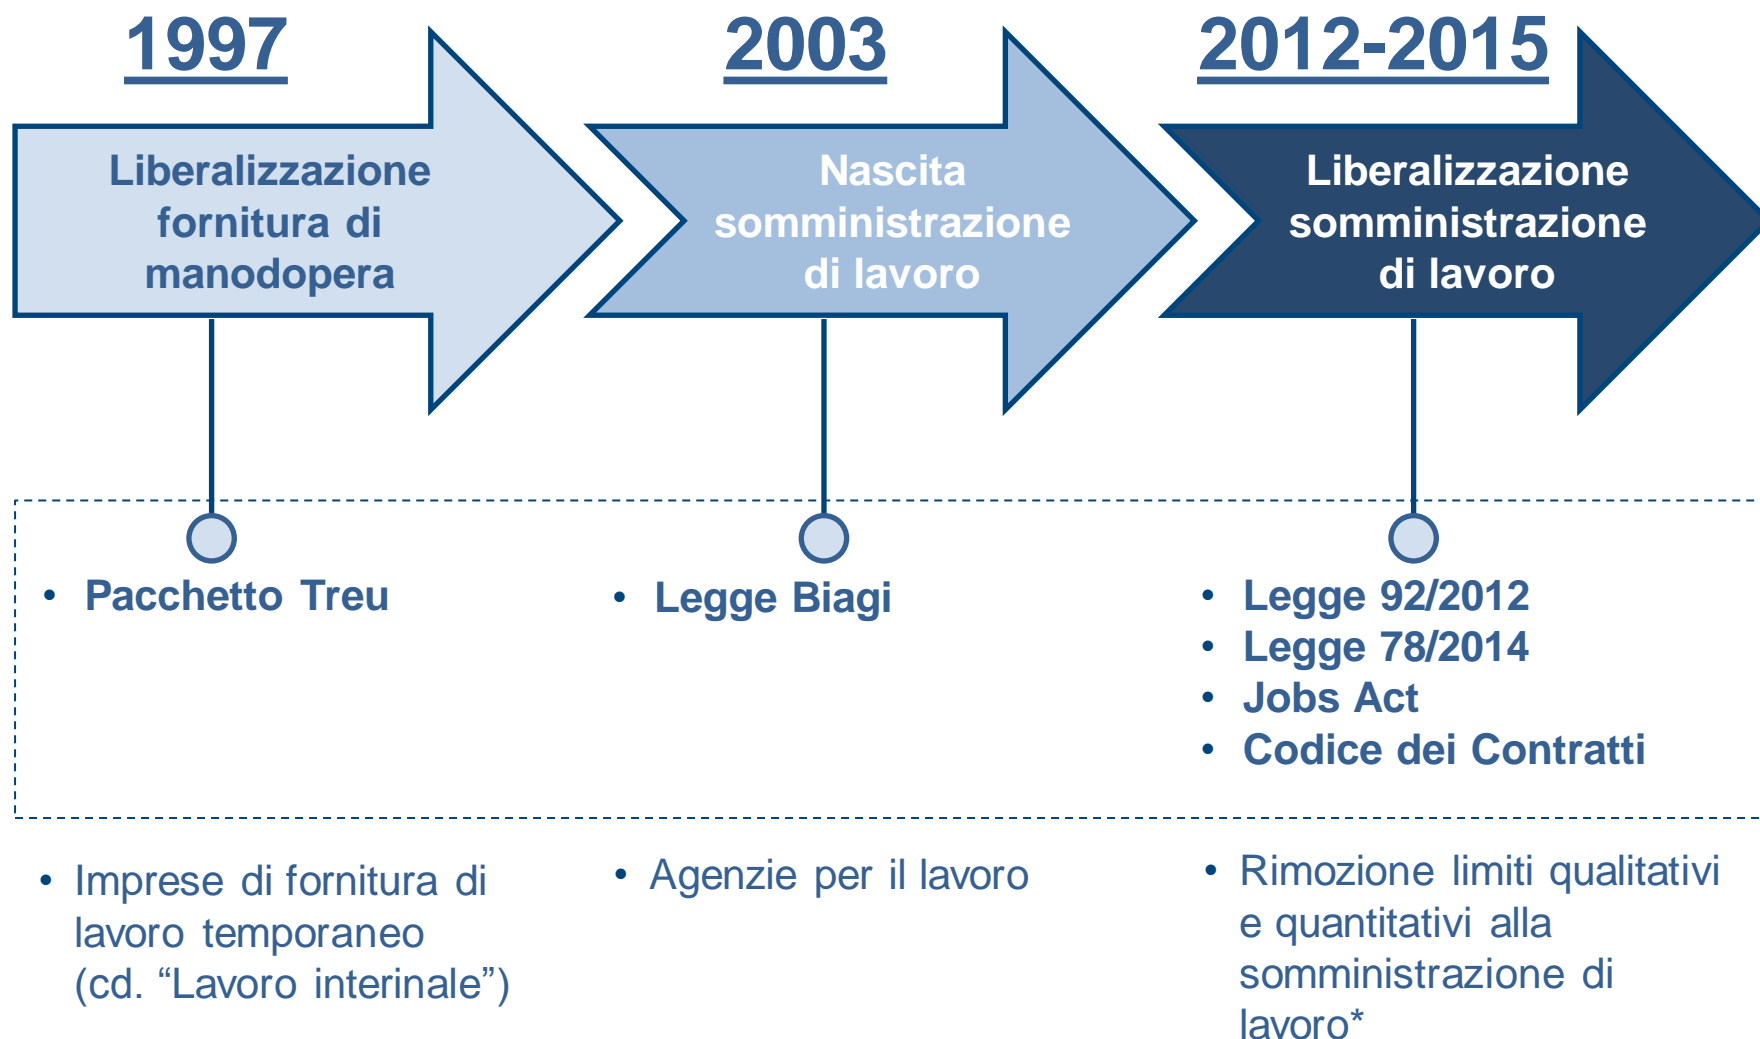 1997
Liberalizzazione
fornitura di
manodopera
2003
Nascita
somministrazione
di lavoro
2012-2015
Liberalizzazione
somministrazione
di lavoro
• Pacchetto Treu
• Legge Biagi
• Legge 92/2012
• Legge 78/2014
• Jobs Act
• Codice dei Contratti
• Imprese di fornitura di
lavoro temporaneo
(cd. “Lavoro interinale”)
• Agenzie per il lavoro
• Rimozione limiti qualitativi
e quantitativi alla
somministrazione di
lavoro*